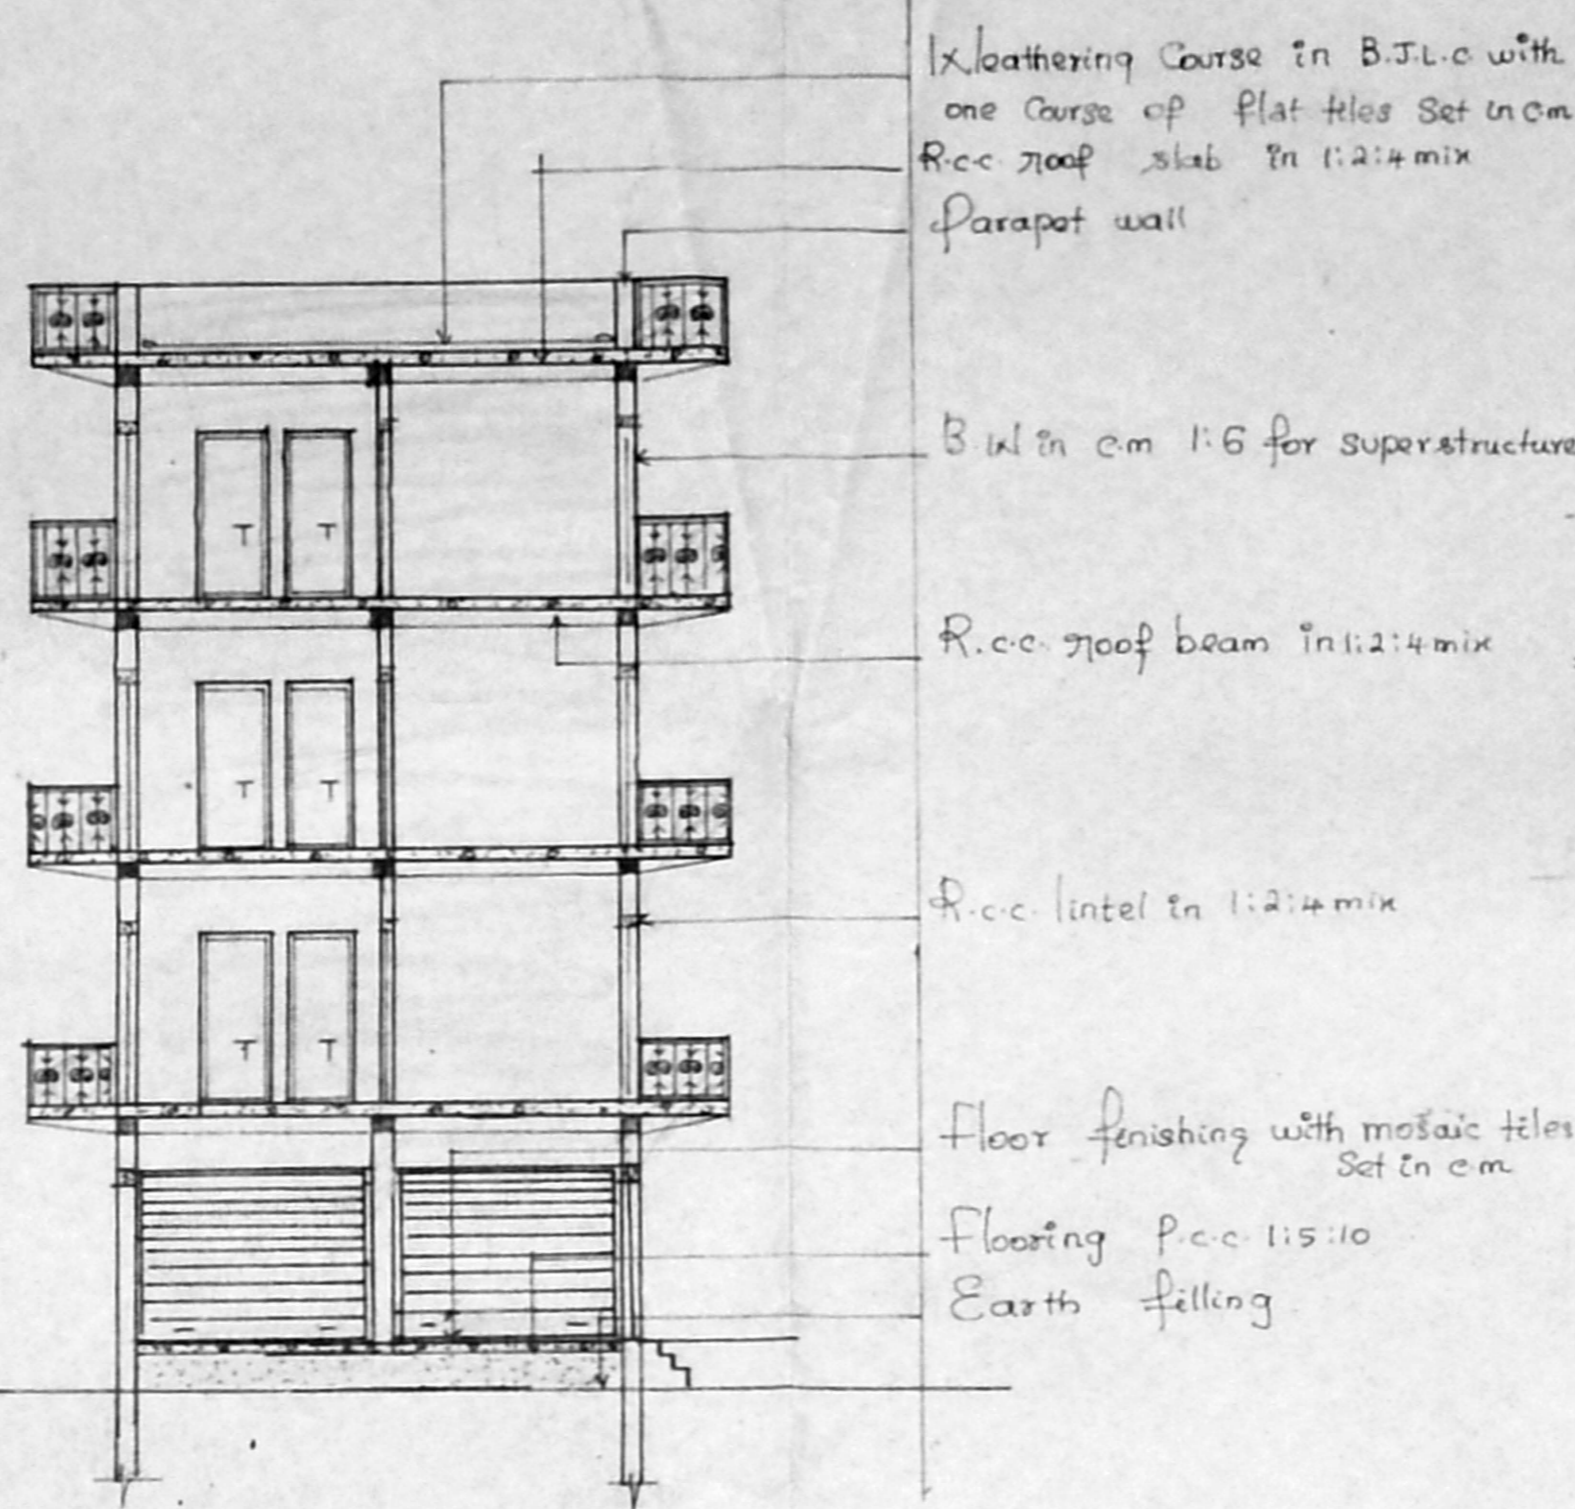 Weathering Course in B.J.L.C with
one Course of flat tiles Set in c.m
R.c.c. roof slab in 1:2:4 mix
Parapet wall
B.W in c.m 1:6 for superstructure
R.c.c. roof beam in 1:2:4 mix
R.c.c. lintel in 1:2:4 mix
Floor finishing with mosaic tiles
Set in c.m
Flooring P.c.c. 1:5:10
Earth filling